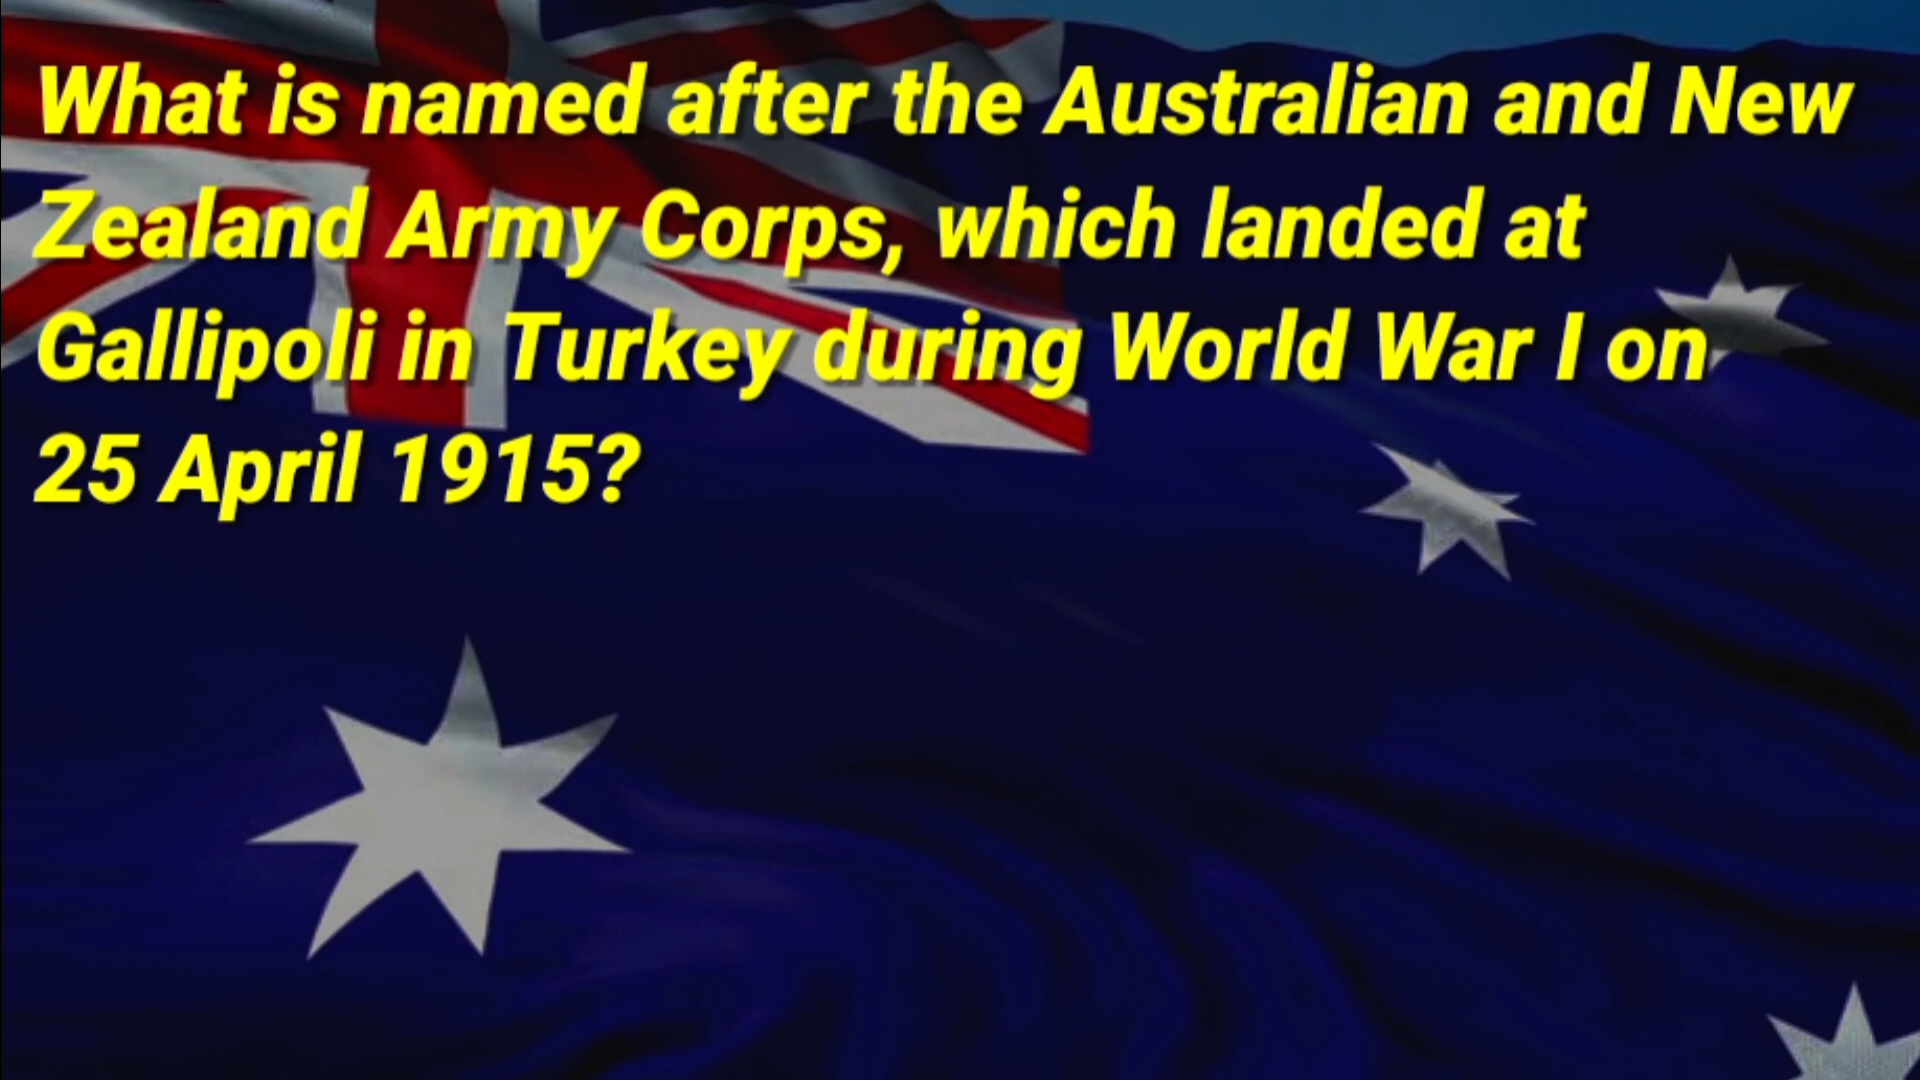 What is named after the Australian and New
Zealand Army Corps, which landed at
Gallipoli in Turkey during World War I on
25 April 1915?